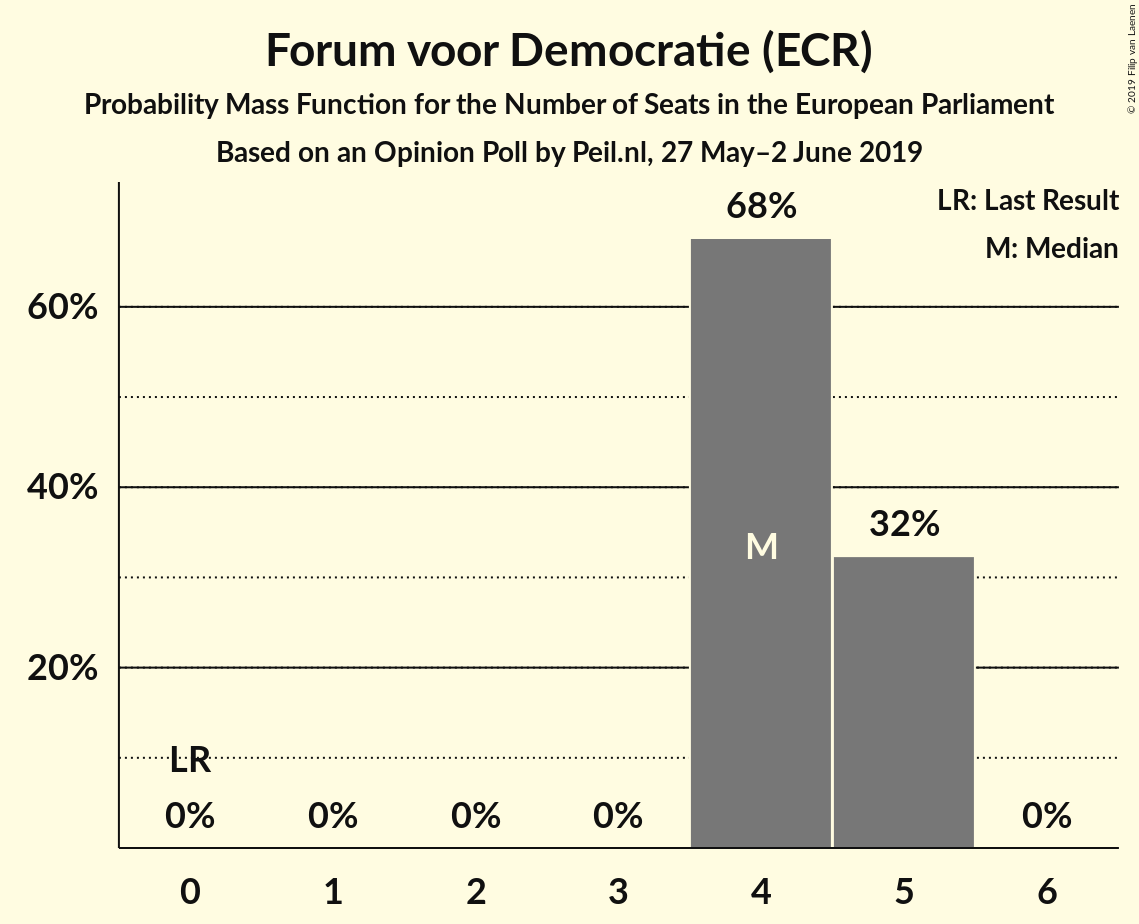 Forum voor Democratie (ECR)
Probability Mass Function for the Number of Seats in the European Parliament
Based on an Opinion Poll by Peil.nl, 27 May–2 June 2019
© 2019 Filip van Laenen
LR: Last Result
M: Median
68%
60%
40%
32%
M
20%
LR
0% 0% 0% 0% 0%
0 1 2 3 4 5 6